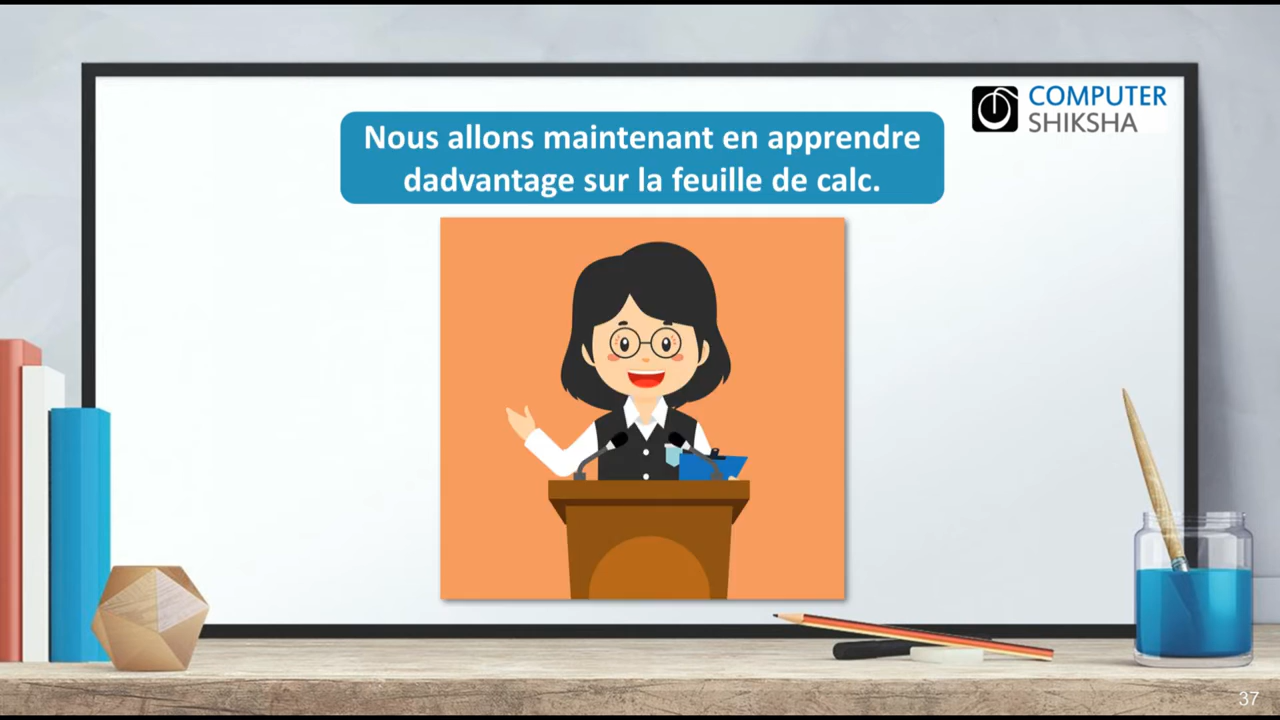 COMPUTER
SHIKSHA
Nous allons maintenant en apprendre
dadvantage sur la feuille de calc.
37